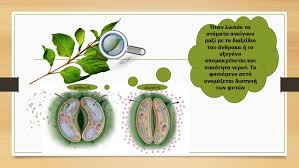 Όταν λοιπόν τα
στόματα ανοίγουν
μαζί με το διοξείδιο
του άνθρακα ή το
οξυγόνο
απομακρύνεται και
ποσότητα νερού. Το
φαινόμενο αυτό
ονομάζεται διαπνοή
των φυτών